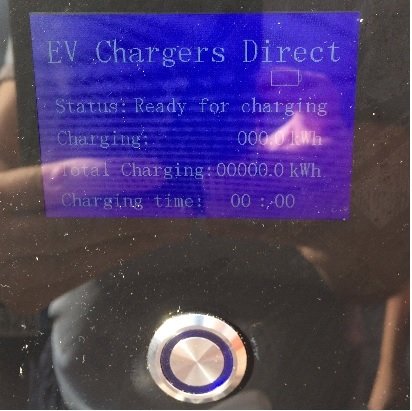 EV Chargers Direct
Status: Ready for charging
Charging: 000.0 kWh
Total Charging: 00000.0 kWh
Charging time: 00 : 00